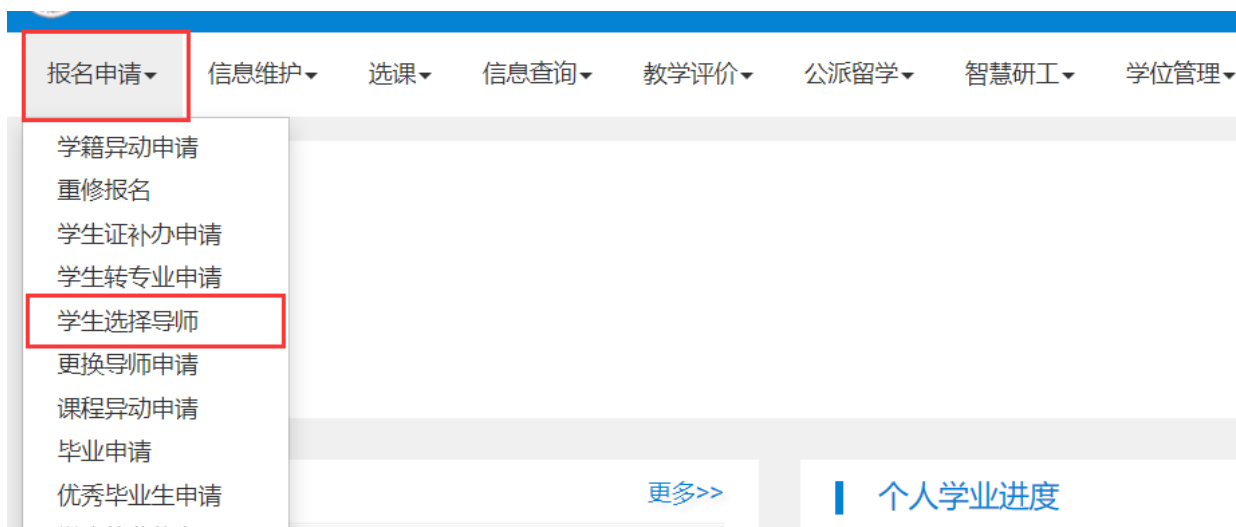 报名申请 信息维护 选课 信息查询 教学评价 公派留学 智慧研工 学位管理
学籍异动申请
重修报名
学生证补办申请
学生转专业申请
学生选择导师
更换导师申请
课程异动申请
毕业申请
优秀毕业生申请
更多>>
个人学业进度